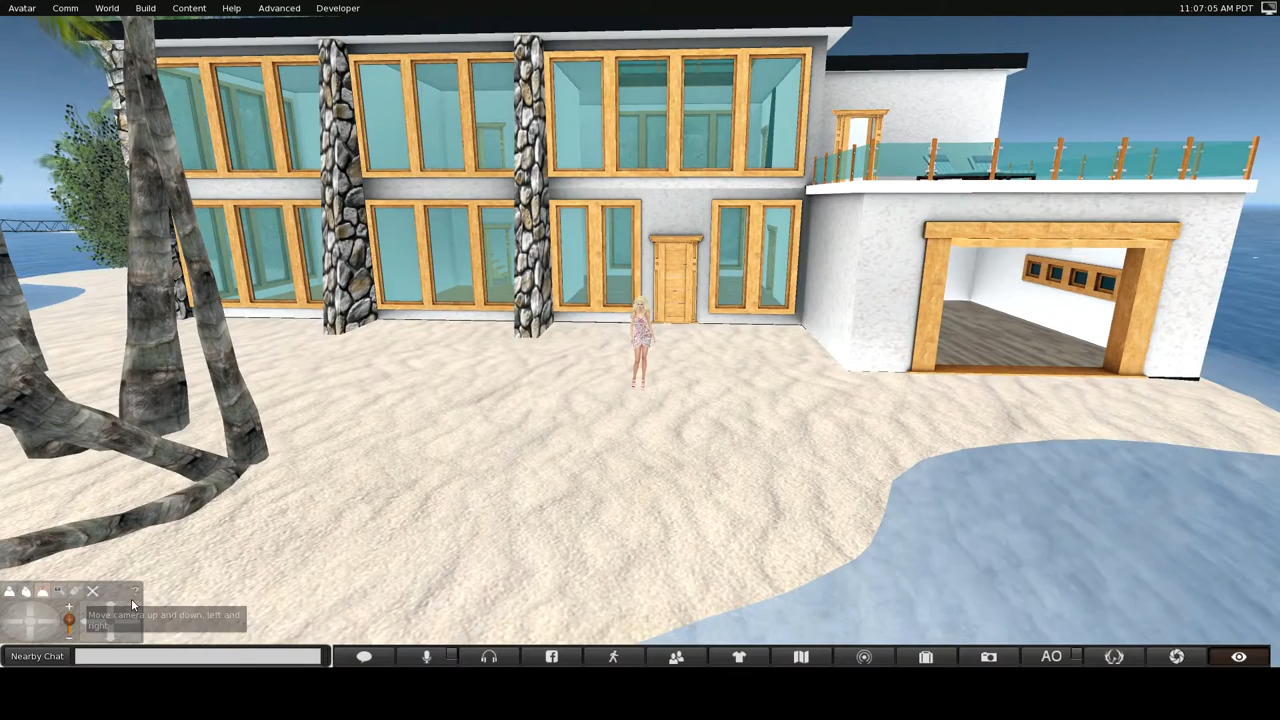 Avatar Comm World Build Content Help Advanced Developer 11:07:05 AM PDT
?
Move camera up and down, left and
right
Nearby Chat AO